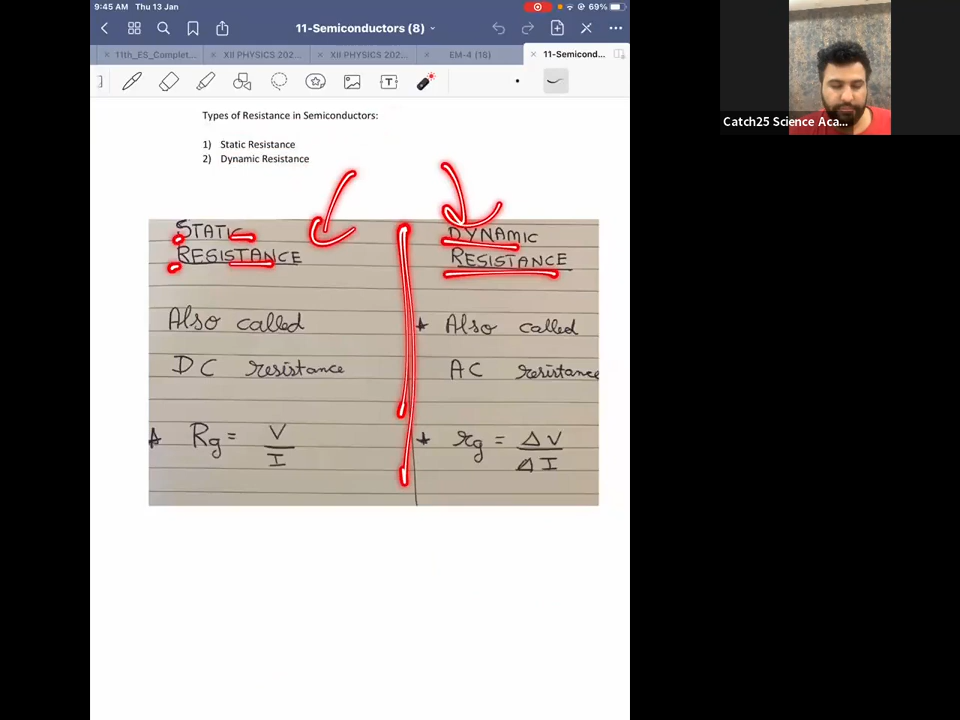 9:45 AM Thu 13 Jan
69%
11-Semiconductors (8)
11th_ES_Complet...
XII PHYSICS 202...
XII PHYSICS 202...
EM-4 (18)
11-Semicond...
Types of Resistance in Semiconductors:
1) Static Resistance
2) Dynamic Resistance
STATIC
RESISTANCE
Also called
DC resistance
Rg = V
I
DYNAMIC
RESISTANCE
Also called
AC resistance
rg = ΔV
ΔI
Catch25 Science Aca...